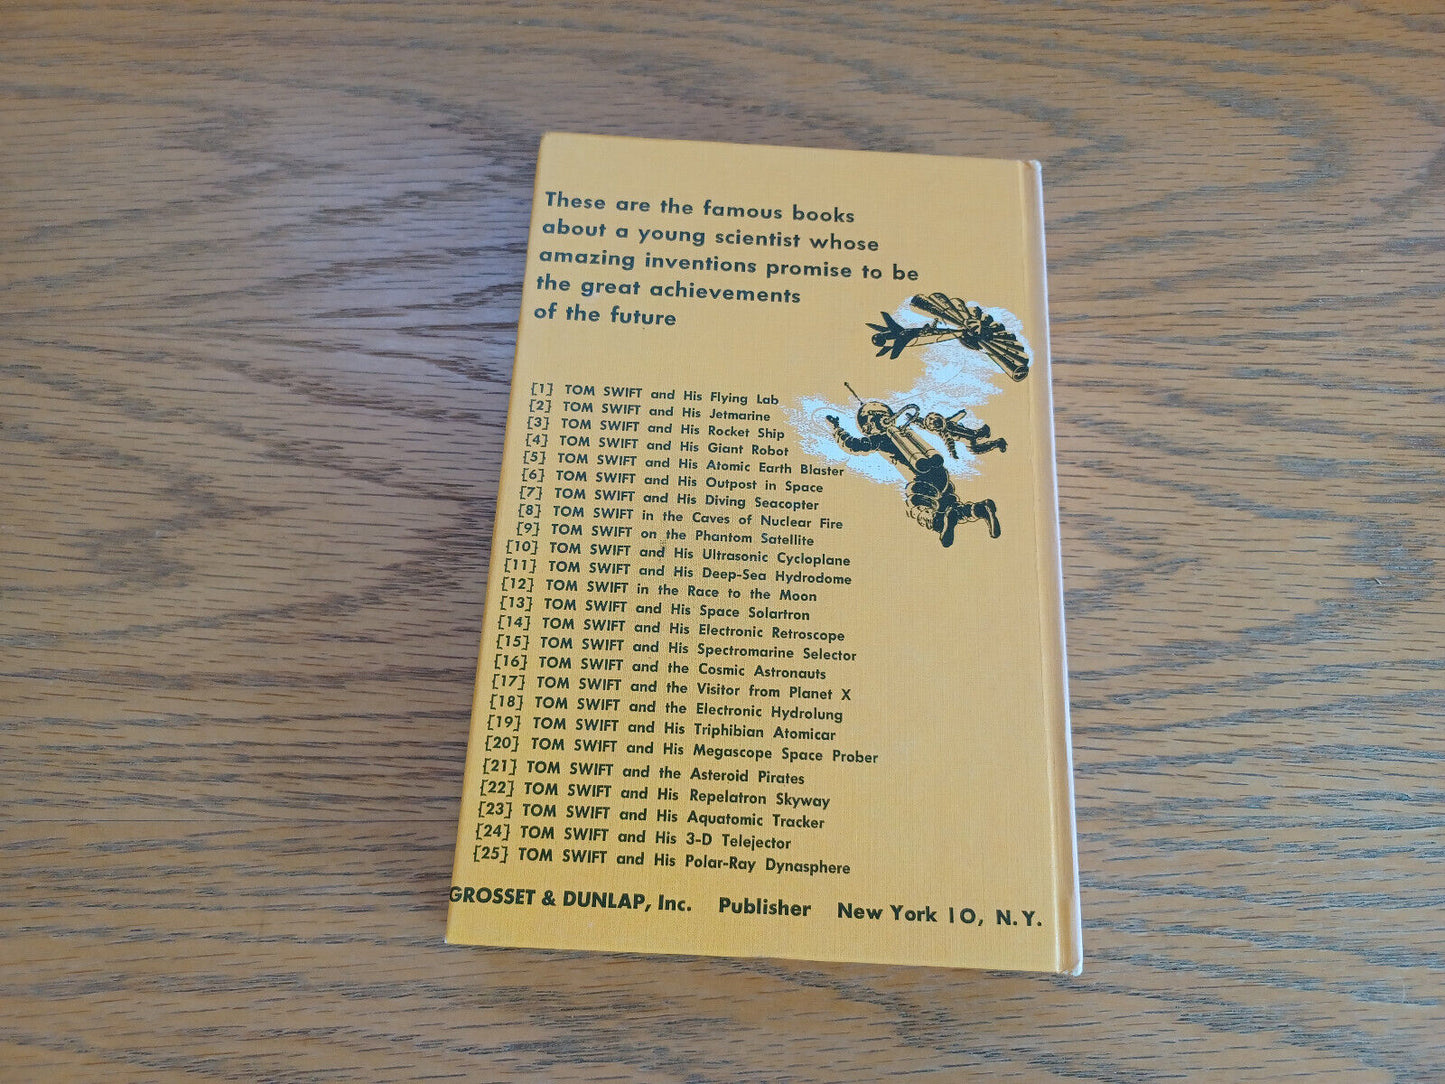 These are the famous books
about a young scientist whose
amazing inventions promise to be
the great achievements
of the future
[1] TOM SWIFT and His Flying Lab
[2] TOM SWIFT and His Jetmarine
[3] TOM SWIFT and His Rocket Ship
[4] TOM SWIFT and His Giant Robot
[5] TOM SWIFT and His Atomic Earth Blaster
[6] TOM SWIFT and His Outpost in Space
[7] TOM SWIFT and His Diving Seacopter
[8] TOM SWIFT in the Caves of Nuclear Fire
[9] TOM SWIFT on the Phantom Satellite
[10] TOM SWIFT and His Ultrasonic Cycloplane
[11] TOM SWIFT and His Deep-Sea Hydrodome
[12] TOM SWIFT in the Race to the Moon
[13] TOM SWIFT and His Space Solartron
[14] TOM SWIFT and His Electronic Retroscope
[15] TOM SWIFT and His Spectromarine Selector
[16] TOM SWIFT and the Cosmic Astronauts
[17] TOM SWIFT and the Visitor from Planet X
[18] TOM SWIFT and the Electronic Hydrolung
[19] TOM SWIFT and His Triphibian Atomicar
[20] TOM SWIFT and His Megascope Space Prober
[21] TOM SWIFT and the Asteroid Pirates
[22] TOM SWIFT and His Repelatron Skyway
[23] TOM SWIFT and His Aquatomic Tracker
[24] TOM SWIFT and His 3-D Telejector
[25] TOM SWIFT and His Polar-Ray Dynasphere
GROSSET & DUNLAP, Inc. Publisher New York 10, N.Y.